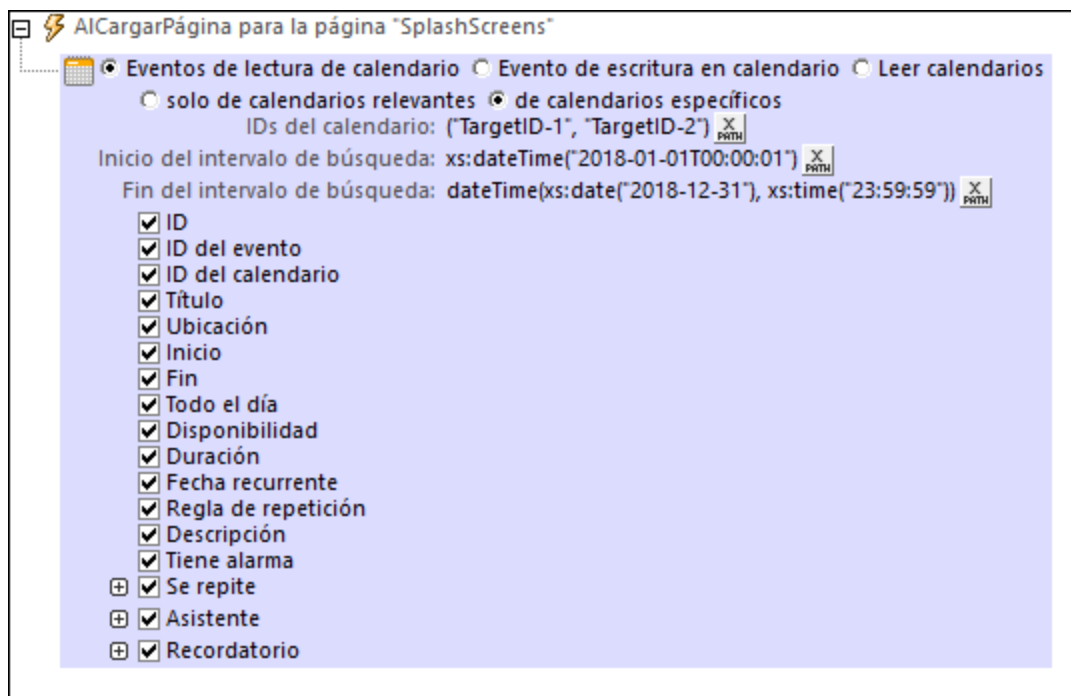 AlCargarPágina para la página "SplashScreens"
Eventos de lectura de calendario Evento de escritura en calendario Leer calendarios
solo de calendarios relevantes de calendarios específicos
IDs del calendario: ("TargetID-1", "TargetID-2") X PATH
Inicio del intervalo de búsqueda: xs:dateTime("2018-01-01T00:00:01") X PATH
Fin del intervalo de búsqueda: dateTime(xs:date("2018-12-31"), xs:time("23:59:59")) X PATH
ID
ID del evento
ID del calendario
Título
Ubicación
Inicio
Fin
Todo el día
Disponibilidad
Duración
Fecha recurrente
Regla de repetición
Descripción
Tiene alarma
Se repite
Asistente
Recordatorio